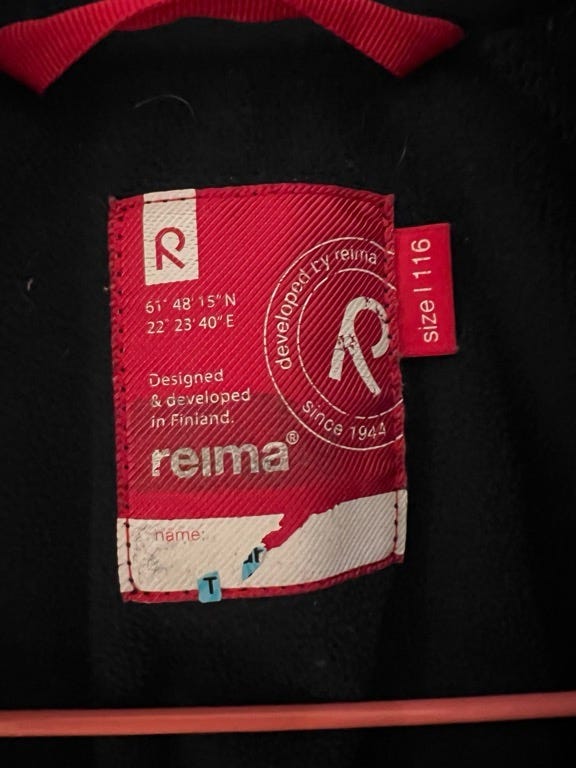 R
61° 48' 15" N
22° 23' 40" E
Designed
& developed
in Finland.
reima®
name:
T
developed by reima
R
since 1944
size | 116